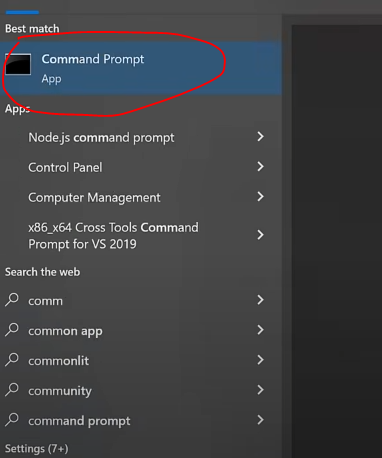 Best match
Command Prompt
App
Apps
Node.js command prompt
Control Panel
Computer Management
x86_x64 Cross Tools Command
Prompt for VS 2019
Search the web
comm
common app
commonlit
community
command prompt
Settings (7+)